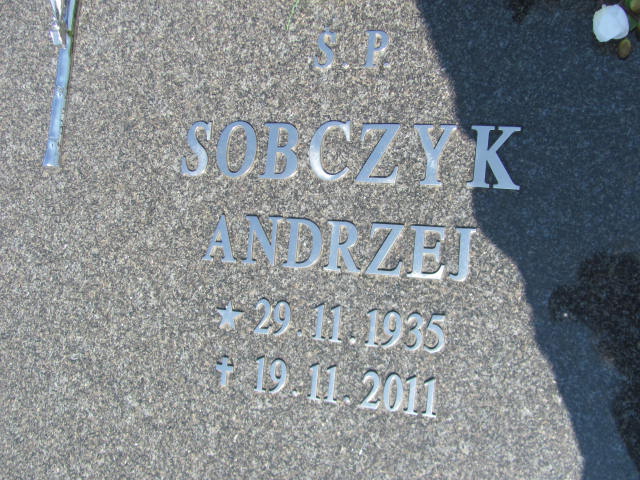 Ś.P.
SOBCZYK
ANDRZEJ
★ 29.11.1935
✝ 19.11.2011